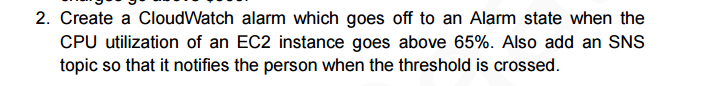 2. Create a CloudWatch alarm which goes off to an Alarm state when the
CPU utilization of an EC2 instance goes above 65%. Also add an SNS
topic so that it notifies the person when the threshold is crossed.